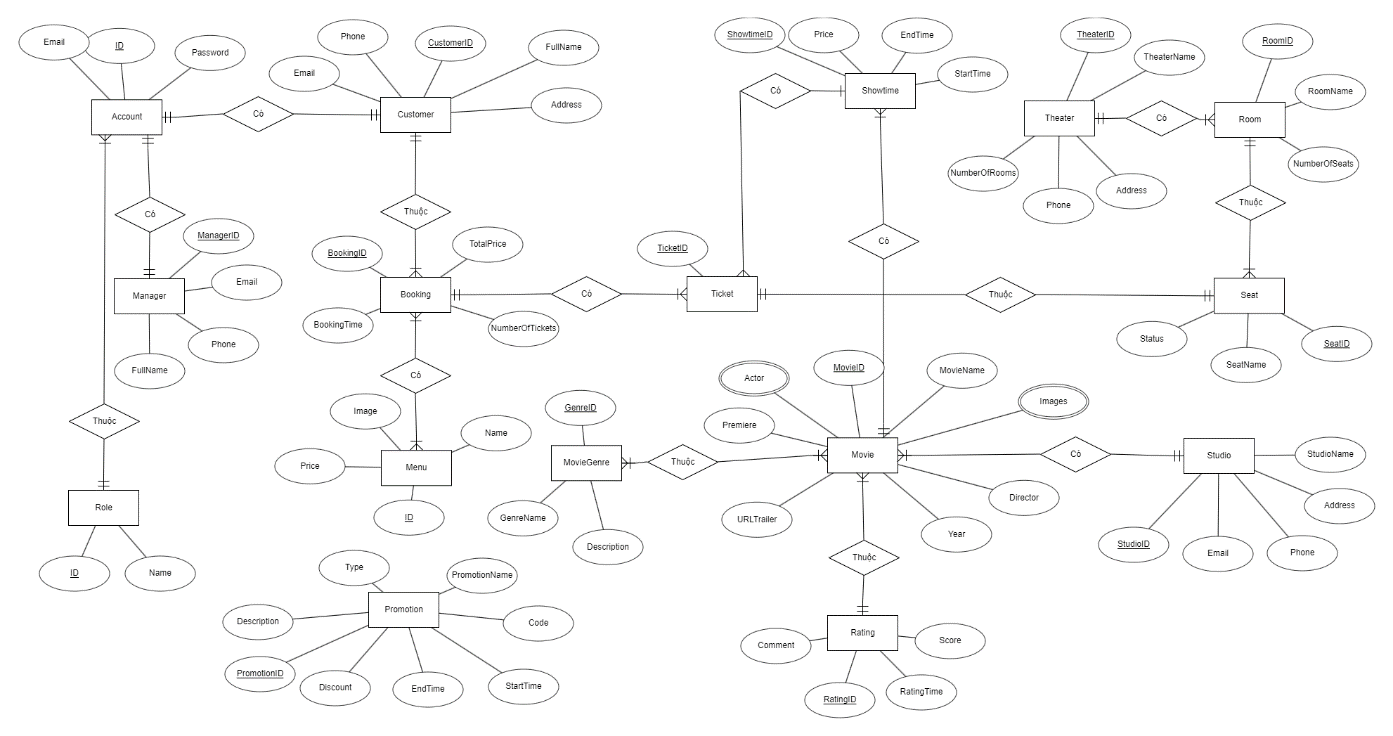 Email
ID
Password
Phone
CustomerID
FullName
Email
Address
Account
Có
Customer
ShowtimeID
Price
EndTime
StartTime
Có
Showtime
TheaterID
TheaterName
RoomID
RoomName
Theater
Có
Room
NumberOfRooms
Phone
Address
NumberOfSeats
Có
Thuộc
Thuộc
ManagerID
Email
Manager
FullName
Phone
BookingID
TotalPrice
Booking
BookingTime
NumberOfTickets
Có
TicketID
Ticket
Có
Thuộc
Seat
Status
SeatName
SeatID
Có
Image
Name
Price
Menu
ID
Thuộc
Role
ID
Name
GenreID
MovieGenre
Thuộc
GenreName
Description
Actor
MovieID
MovieName
Images
Premiere
Movie
Có
Studio
StudioName
URLTrailer
Year
Director
Address
StudioID
Email
Phone
Thuộc
Type
PromotionName
Description
Promotion
Code
PromotionID
Discount
EndTime
StartTime
Comment
Rating
Score
RatingID
RatingTime